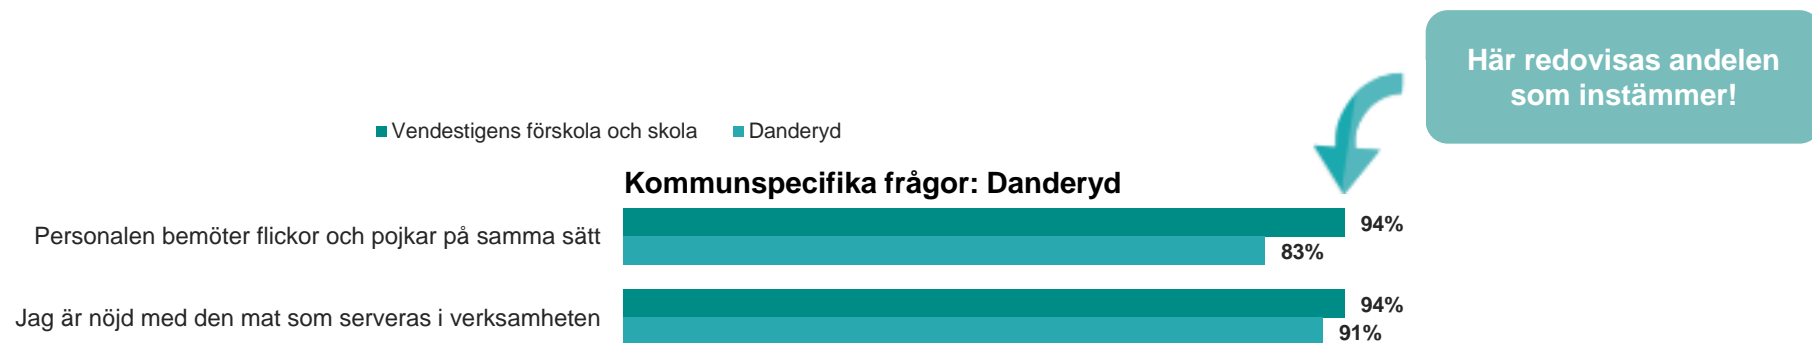 Här redovisas andelen
som instämmer!
Vendestigens förskola och skola Danderyd
Kommunspecifika frågor: Danderyd
Personalen bemöter flickor och pojkar på samma sätt
94%
83%
Jag är nöjd med den mat som serveras i verksamheten
94%
91%